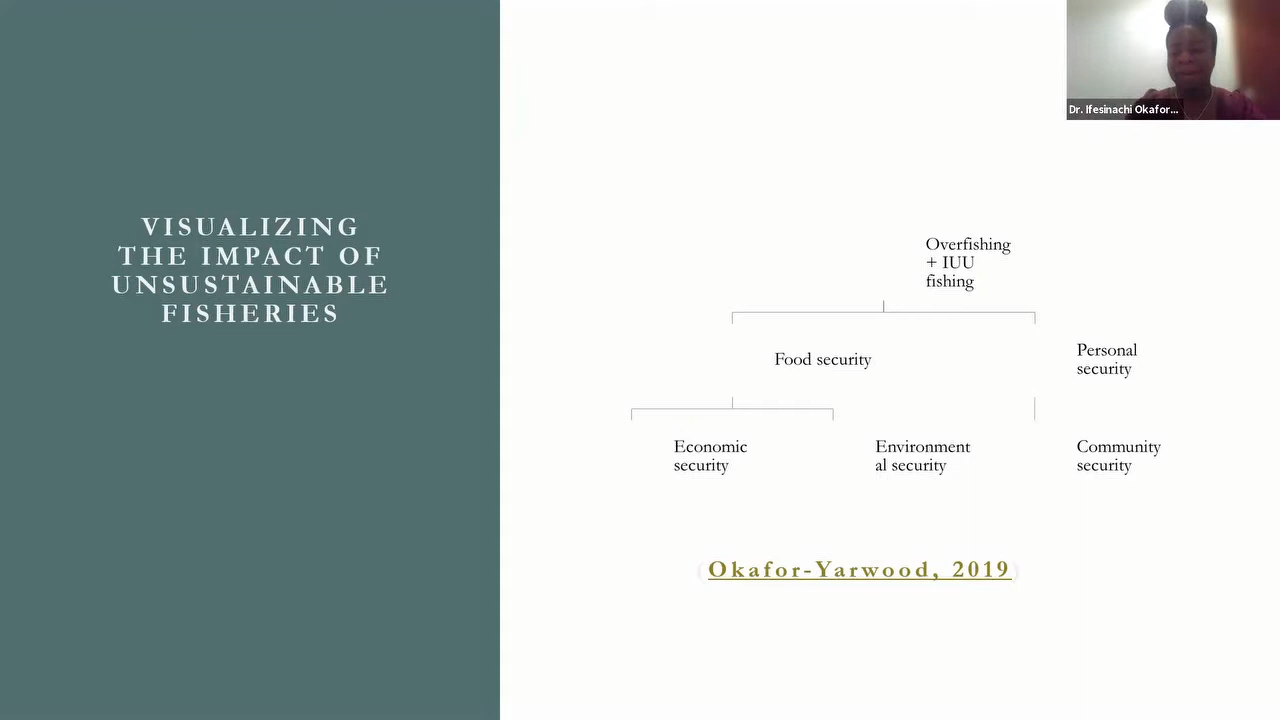 Dr. Ifesinachi Okafor...
VISUALIZING
THE IMPACT OF
UNSUSTAINABLE
FISHERIES
Overfishing
+ IUU
fishing
Food security
Personal
security
Economic
security
Environment
al security
Community
security
(Okafor-Yarwood, 2019)